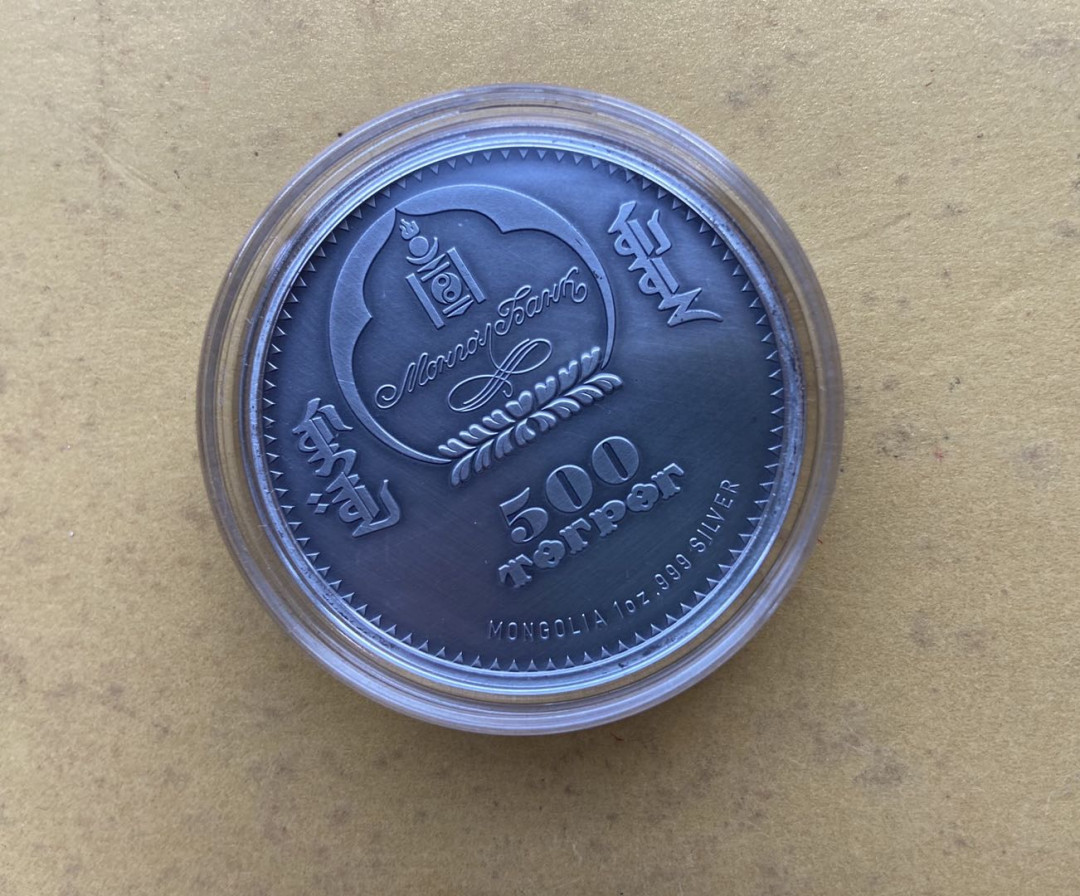 Монгол Банк
500
ТӨГРӨГ
MONGOLIA 1oz .999 SILVER